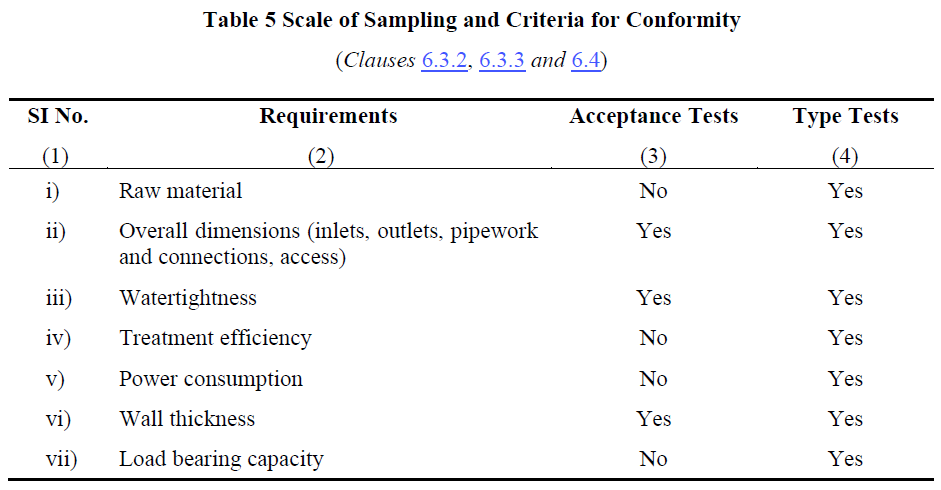 Table 5 Scale of Sampling and Criteria for Conformity
(Clauses 6.3.2, 6.3.3 and 6.4)
SI No. Requirements Acceptance Tests Type Tests
(1) (2) (3) (4)
i) Raw material No Yes
ii) Overall dimensions (inlets, outlets, pipework Yes Yes
and connections, access)
iii) Watertightness Yes Yes
iv) Treatment efficiency No Yes
v) Power consumption No Yes
vi) Wall thickness Yes Yes
vii) Load bearing capacity No Yes